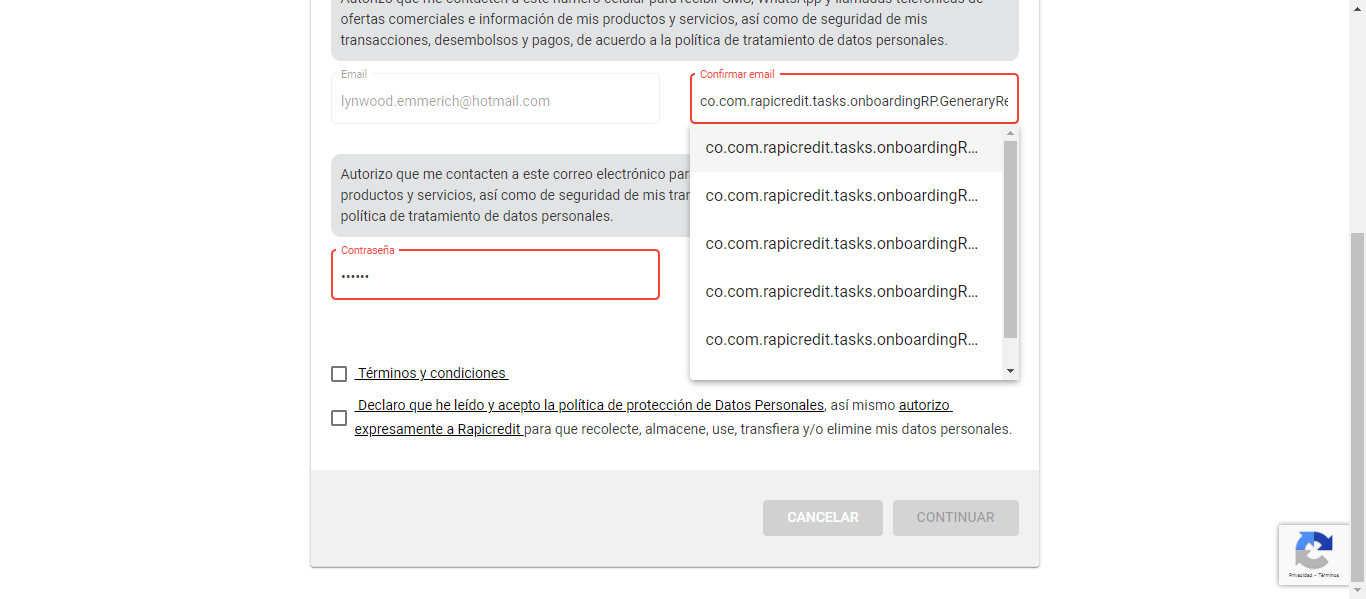 Autorizo que me contacten a este número celular para recibir SMS, WhatsApp y llamadas telefónicas de
ofertas comerciales e información de mis productos y servicios, así como de seguridad de mis
transacciones, desembolsos y pagos, de acuerdo a la política de tratamiento de datos personales.
Email
lynwood.emmerich@hotmail.com
Confirmar email
co.com.rapicredit.tasks.onboardingRP.GeneraryRe
co.com.rapicredit.tasks.onboardingR...
co.com.rapicredit.tasks.onboardingR...
co.com.rapicredit.tasks.onboardingR...
co.com.rapicredit.tasks.onboardingR...
co.com.rapicredit.tasks.onboardingR...
Autorizo que me contacten a este correo electrónico par
productos y servicios, así como de seguridad de mis tran
política de tratamiento de datos personales.
Contraseña
••••••
Términos y condiciones
Declaro que he leído y acepto la política de protección de Datos Personales, así mismo autorizo
expresamente a Rapicredit para que recolecte, almacene, use, transfiera y/o elimine mis datos personales.
CANCELAR
CONTINUAR
Privacidad - Términos